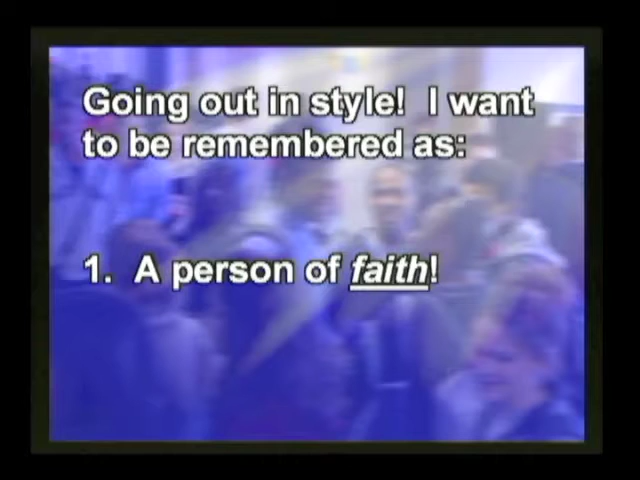 Going out in style! I want
to be remembered as:
1. A person of faith!